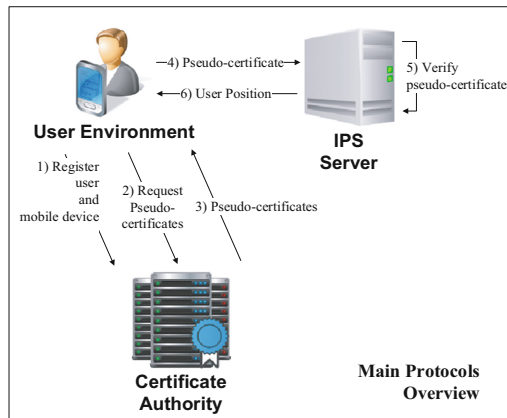 4) Pseudo-certificate
6) User Position
5) Verify
pseudo-certificate
User Environment
IPS
Server
1) Register
user
and
mobile device
2) Request
Pseudo-
certificates
3) Pseudo-certificates
Certificate
Authority
Main Protocols
Overview